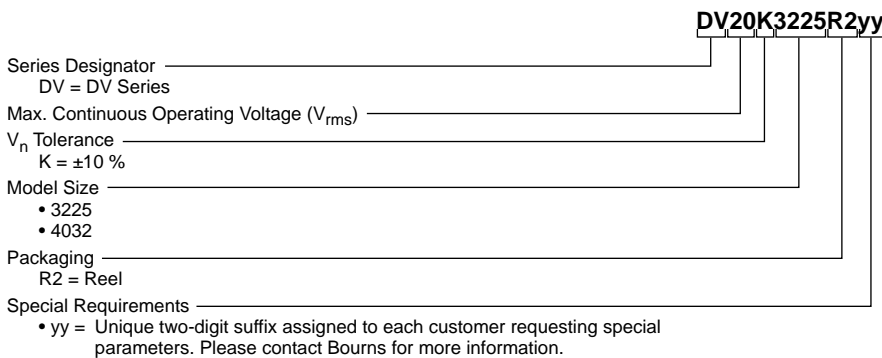 DV20K3225R2yy
Series Designator
DV = DV Series
Max. Continuous Operating Voltage (Vrms)
Vn Tolerance
K = ±10 %
Model Size
• 3225
• 4032
Packaging
R2 = Reel
Special Requirements
• yy = Unique two-digit suffix assigned to each customer requesting special
parameters. Please contact Bourns for more information.